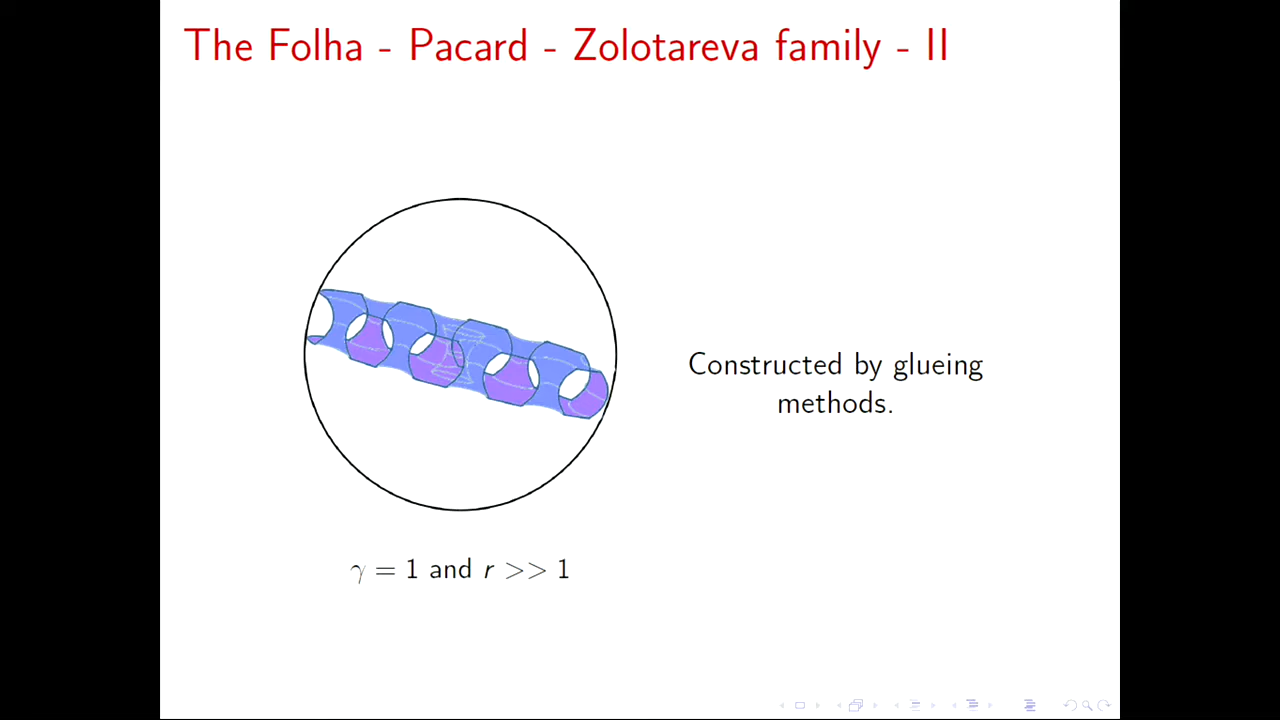 The Folha - Pacard - Zolotareva family - II
Constructed by glueing
methods.
γ = 1 and r >> 1